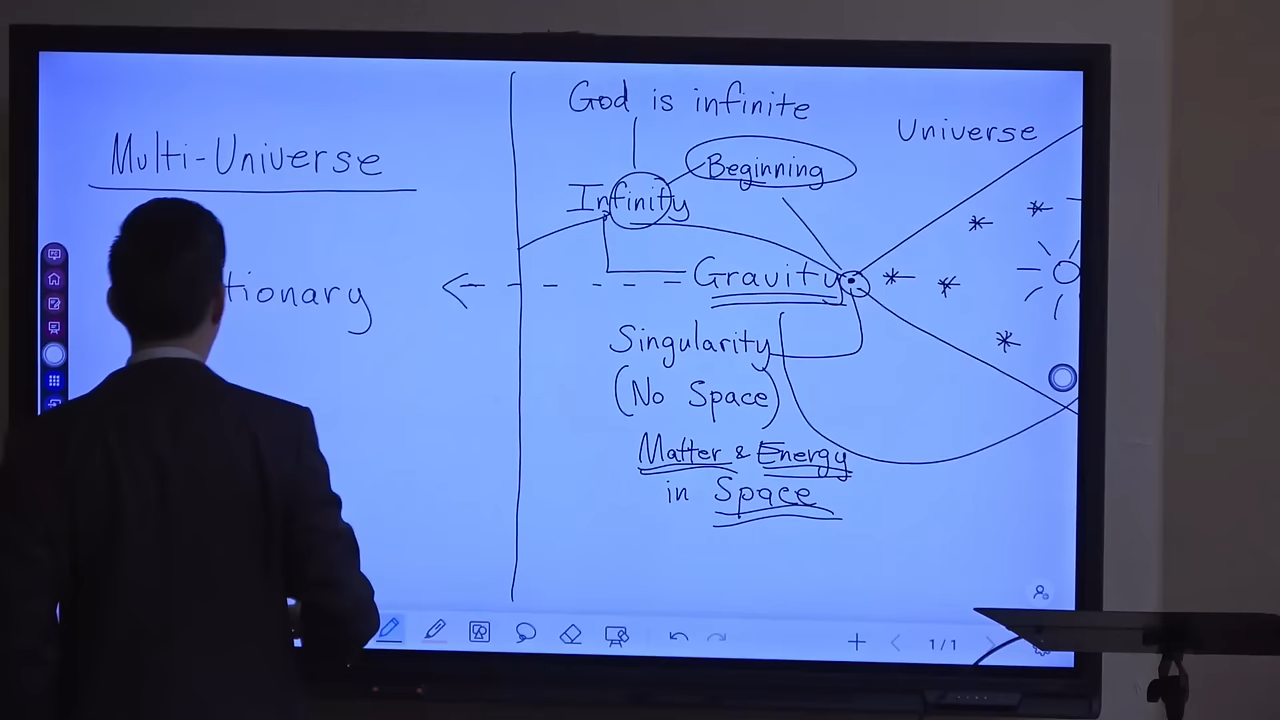 Multi-Universe
tionary
God is infinite
Beginning
Infinity
Universe
Gravity
Singularity
(No Space)
Matter & Energy
in Space
1/1